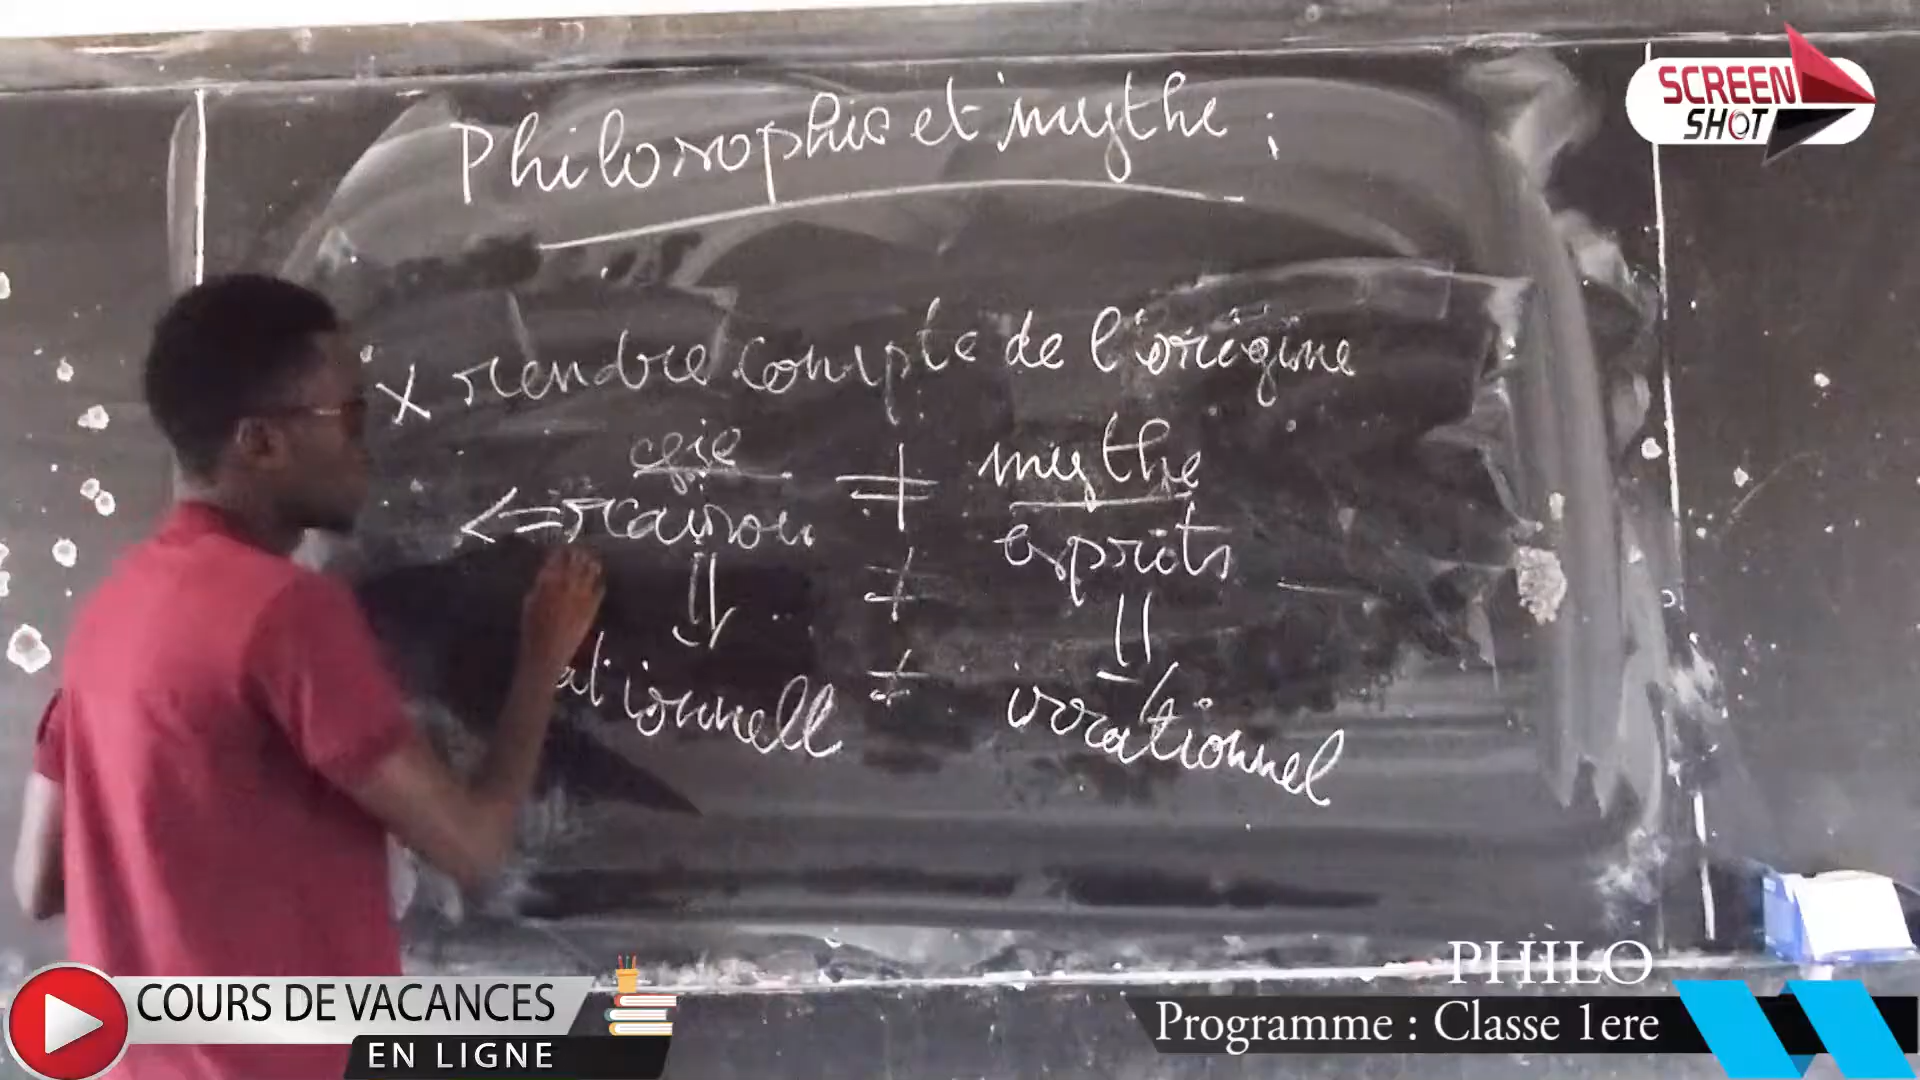 Philosophie et mythe :
x rendre compte de l'origine
≠ mythe
⇐ raison ≠ esprits
⇓ ⇓
ationnell ≠ irrationnel
SCREEN
SHOT
COURS DE VACANCES
EN LIGNE
PHILO
Programme : Classe 1ere